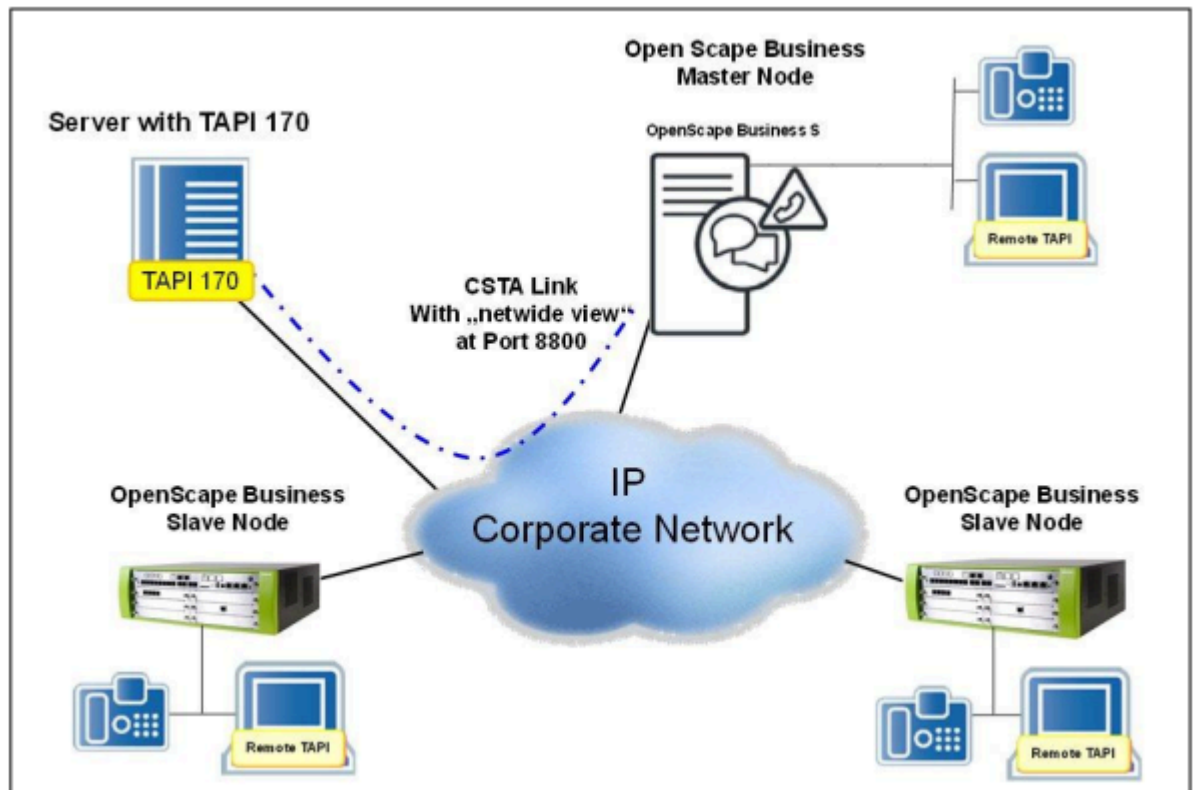 Open Scape Business
Master Node
Server with TAPI 170
OpenScape Business S
TAPI 170
Remote TAPI
CSTA Link
With „netwide view“
at Port 8800
IP
Corporate Network
OpenScape Business
Slave Node
OpenScape Business
Slave Node
Remote TAPI
Remote TAPI